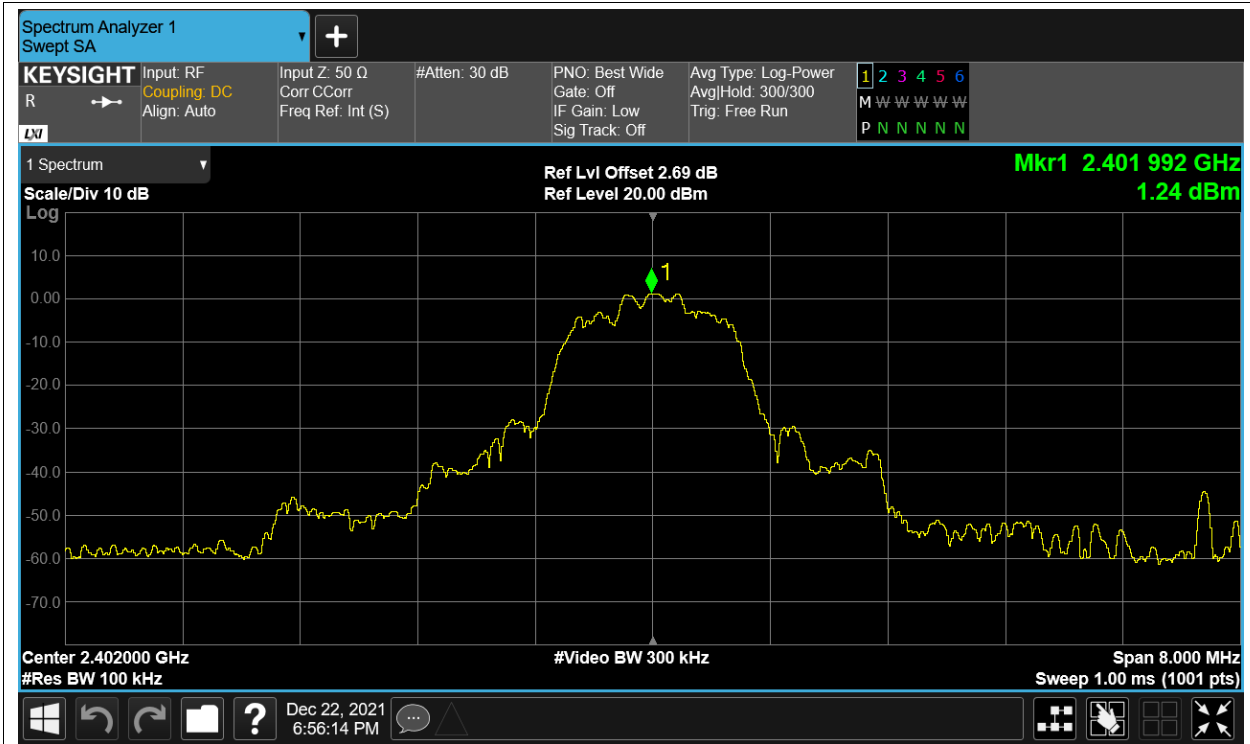 Spectrum Analyzer 1
Swept SA
KEYSIGHT
R
LXI
Input: RF
Coupling: DC
Align: Auto
Input Z: 50 Ω
Corr CCorr
Freq Ref: Int (S)
#Atten: 30 dB
PNO: Best Wide
Gate: Off
IF Gain: Low
Sig Track: Off
Avg Type: Log-Power
Avg|Hold: 300/300
Trig: Free Run
1 2 3 4 5 6
M W W W W W
P N N N N N
1 Spectrum
Scale/Div 10 dB
Ref Lvl Offset 2.69 dB
Ref Level 20.00 dBm
Mkr1 2.401 992 GHz
1.24 dBm
Log
10.0
0.00
-10.0
-20.0
-30.0
-40.0
-50.0
-60.0
-70.0
1
Center 2.402000 GHz
#Res BW 100 kHz
#Video BW 300 kHz
Span 8.000 MHz
Sweep 1.00 ms (1001 pts)
?
Dec 22, 2021
6:56:14 PM